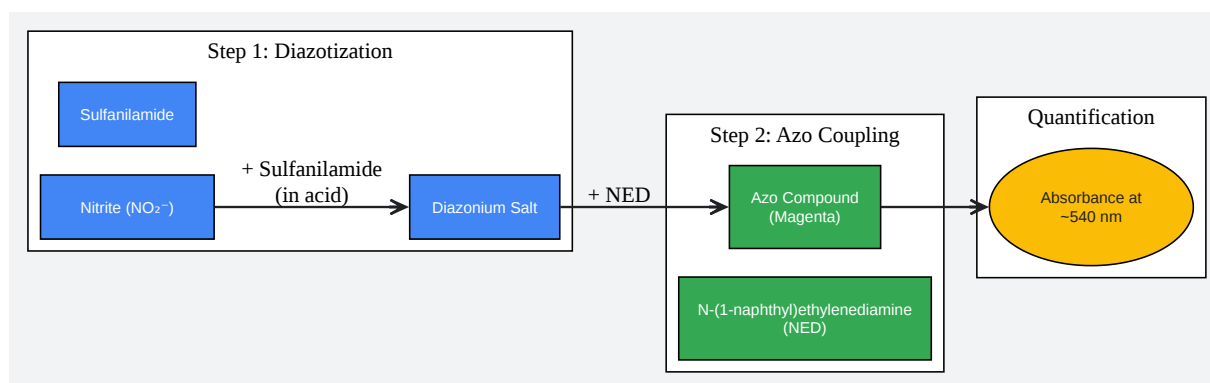 Step 1: Diazotization
Sulfanilamide
Nitrite (NO₂⁻)
+ Sulfanilamide
(in acid)
Diazonium Salt
+ NED
Step 2: Azo Coupling
Azo Compound
(Magenta)
N-(1-naphthyl)ethylenediamine
(NED)
Quantification
Absorbance at
~540 nm